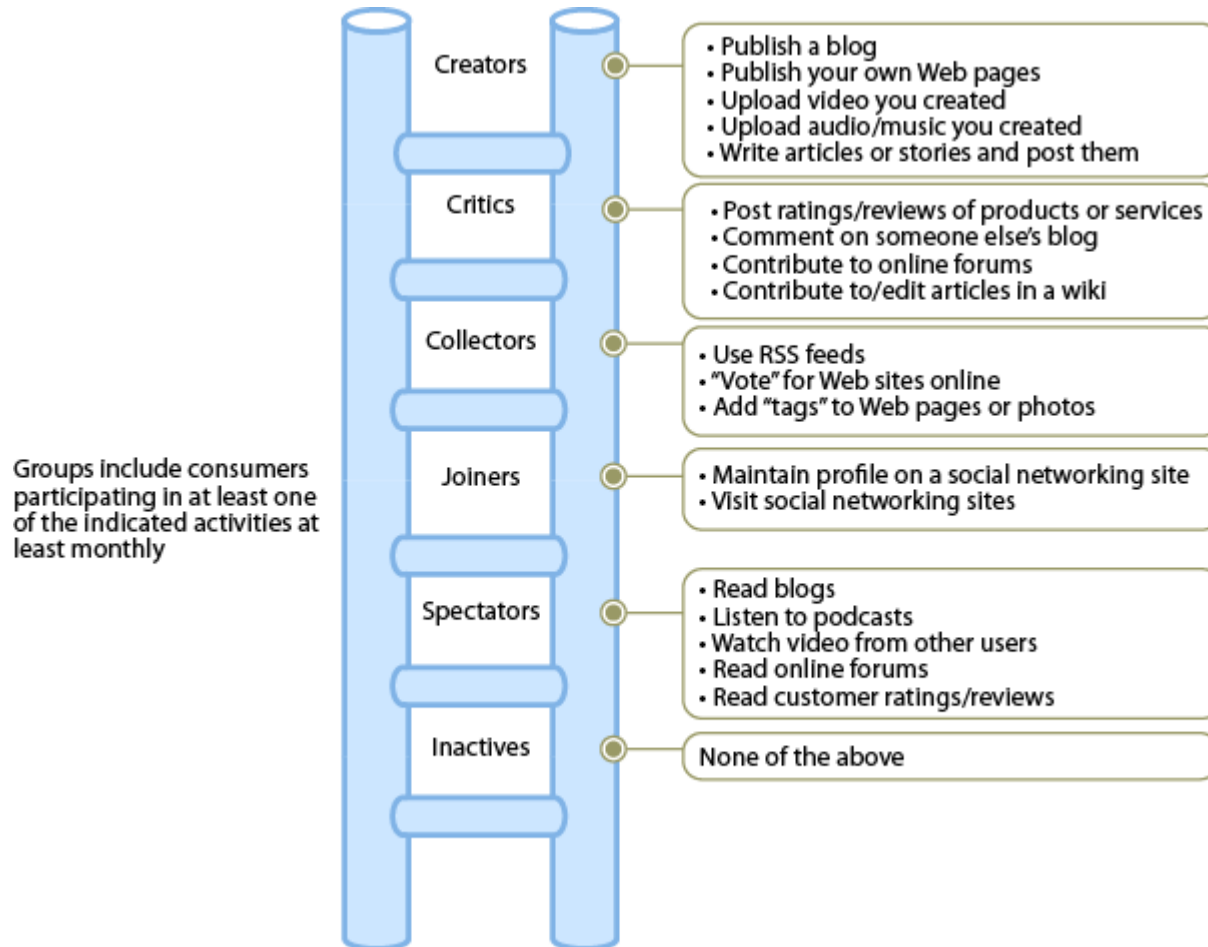 Creators
• Publish a blog
• Publish your own Web pages
• Upload video you created
• Upload audio/music you created
• Write articles or stories and post them
Critics
• Post ratings/reviews of products or services
• Comment on someone else’s blog
• Contribute to online forums
• Contribute to/edit articles in a wiki
Collectors
• Use RSS feeds
• “Vote” for Web sites online
• Add “tags” to Web pages or photos
Groups include consumers
participating in at least one
of the indicated activities at
least monthly
Joiners
• Maintain profile on a social networking site
• Visit social networking sites
Spectators
• Read blogs
• Listen to podcasts
• Watch video from other users
• Read online forums
• Read customer ratings/reviews
Inactives
None of the above